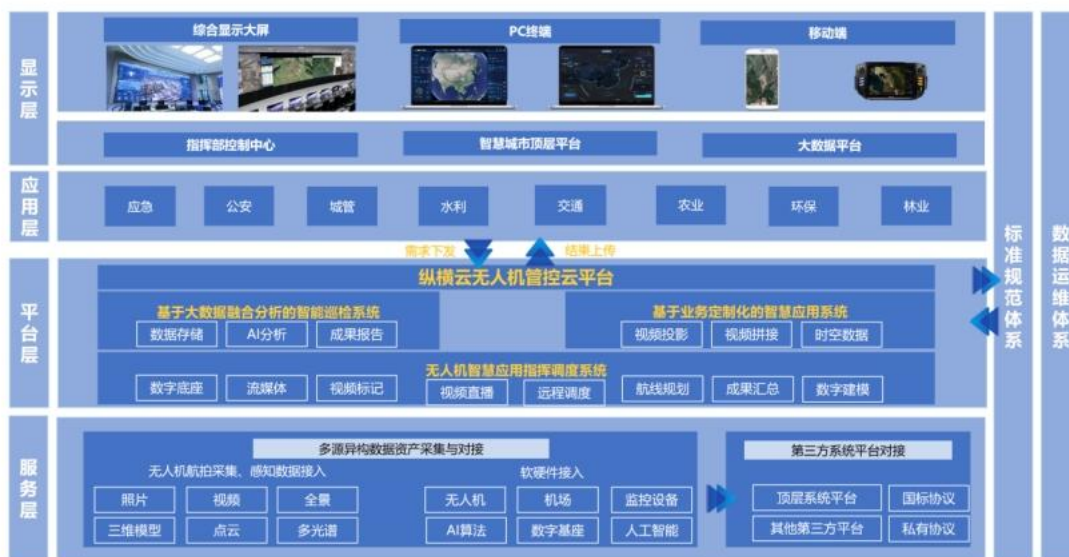 显示层
综合显示大屏
PC终端
移动端
指挥部控制中心
智慧城市顶层平台
大数据平台
应用层
应急
公安
城管
水利
交通
农业
环保
林业
需求下发
结果上传
平台层
纵横云无人机管控云平台
基于大数据融合分析的智能巡检系统
数据存储
AI分析
成果报告
基于业务定制化的智慧应用系统
视频投影
视频拼接
时空数据
无人机智慧应用指挥调度系统
数字底座
流媒体
视频标记
视频直播
远程调度
航线规划
成果汇总
数字建模
服务层
多源异构数据资产采集与对接
无人机航拍采集、感知数据接入
照片
视频
全景
三维模型
点云
多光谱
软硬件接入
无人机
机场
监控设备
AI算法
数字基座
人工智能
第三方系统平台对接
顶层系统平台
国标协议
其他第三方平台
私有协议
标准规范体系
数据运维体系